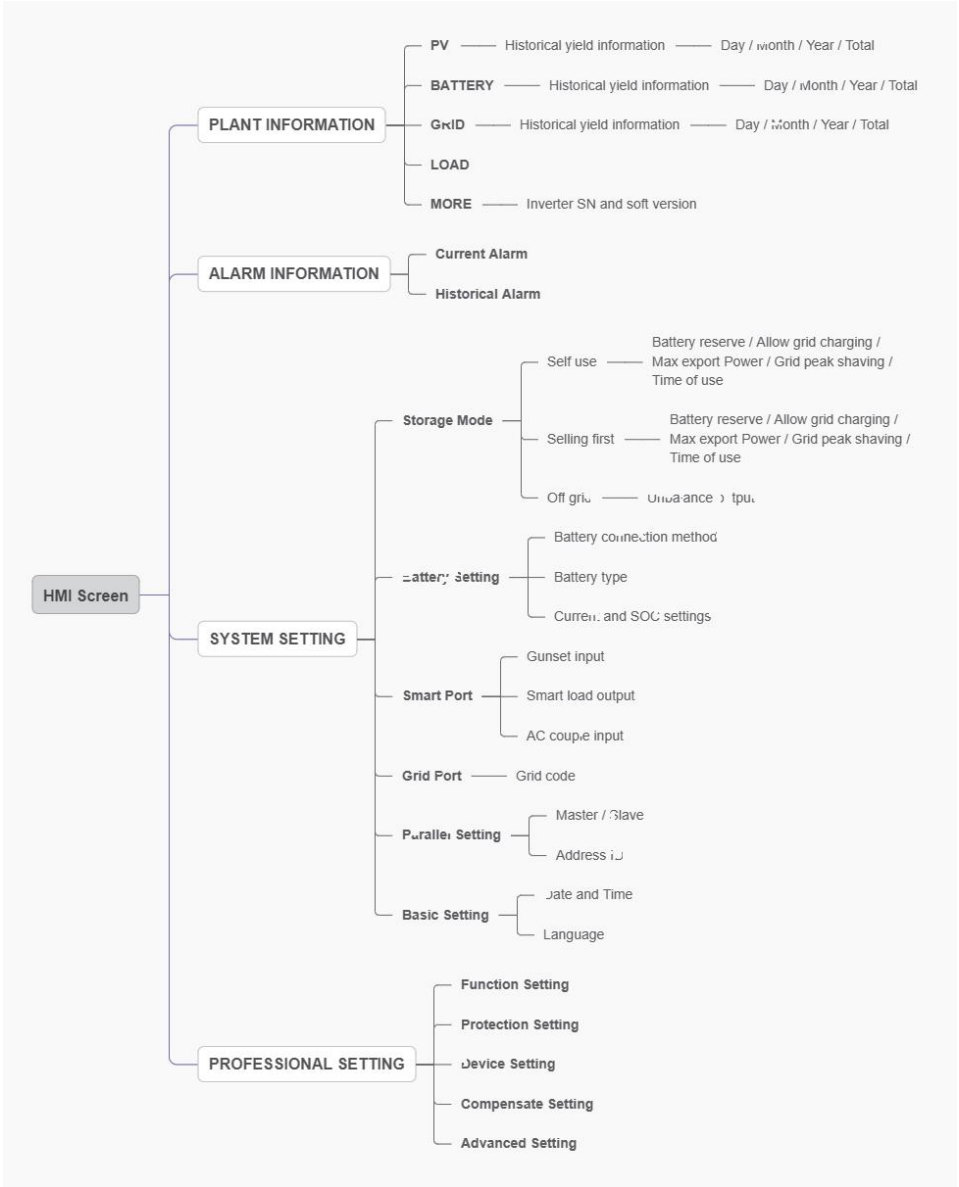 PV Historical yield information Day / Month / Year / Total
BATTERY Historical yield information Day / Month / Year / Total
PLANT INFORMATION GRID Historical yield information Day / Month / Year / Total
LOAD
MORE Inverter SN and soft version
Current Alarm
ALARM INFORMATION
Historical Alarm
Battery reserve / Allow grid charging /
Self use Max export Power / Grid peak shaving /
Time of use
Storage Mode
Battery reserve / Allow grid charging /
Selling first Max export Power / Grid peak shaving /
Time of use
Off grid
Battery connection method
Battery Setting Battery type
Current and SOC settings
HMI Screen
SYSTEM SETTING
Gunset input
Smart Port Smart load output
AC couple input
Grid Port Grid code
Master / Slave
Parallel Setting
Address ID
Date and Time
Basic Setting
Language
Function Setting
Protection Setting
PROFESSIONAL SETTING Device Setting
Compensate Setting
Advanced Setting